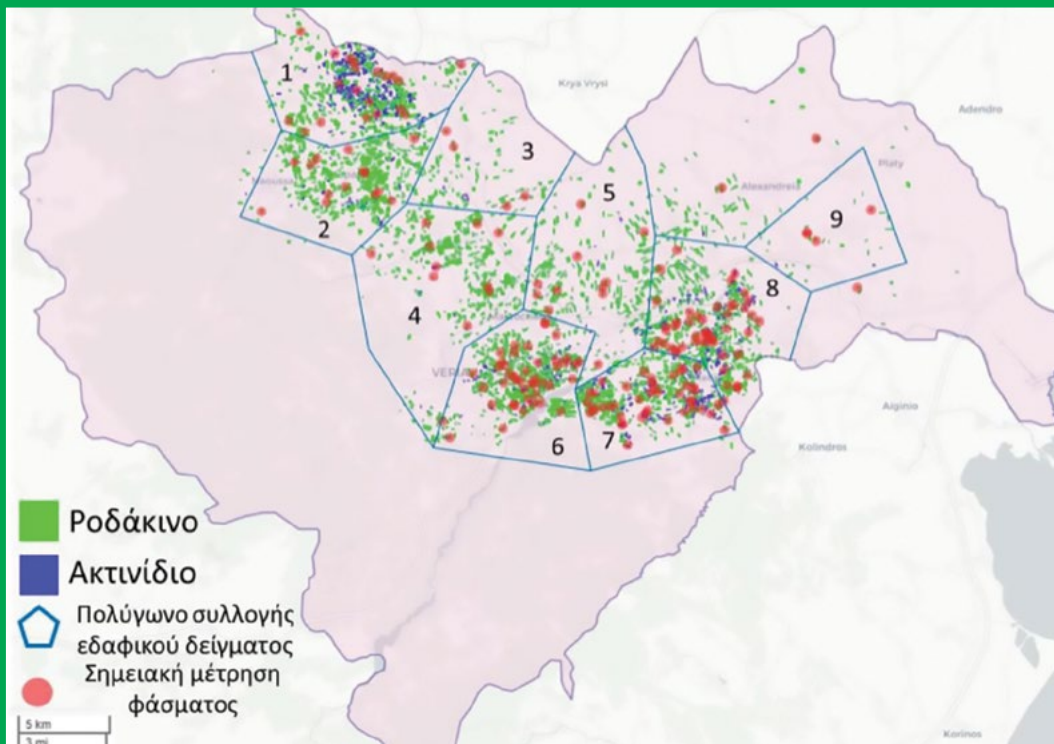 Krya Vrysi
Adendro
1
3
Platy
Alexandreia
5
9
2
8
4
VERIA
Aiginio
6
7
Kolindros
Ροδάκινο
Ακτινίδιο
Πολύγωνο συλλογής
εδαφικού δείγματος
Σημειακή μέτρηση
φάσματος
5 km
3 mi
Korinos